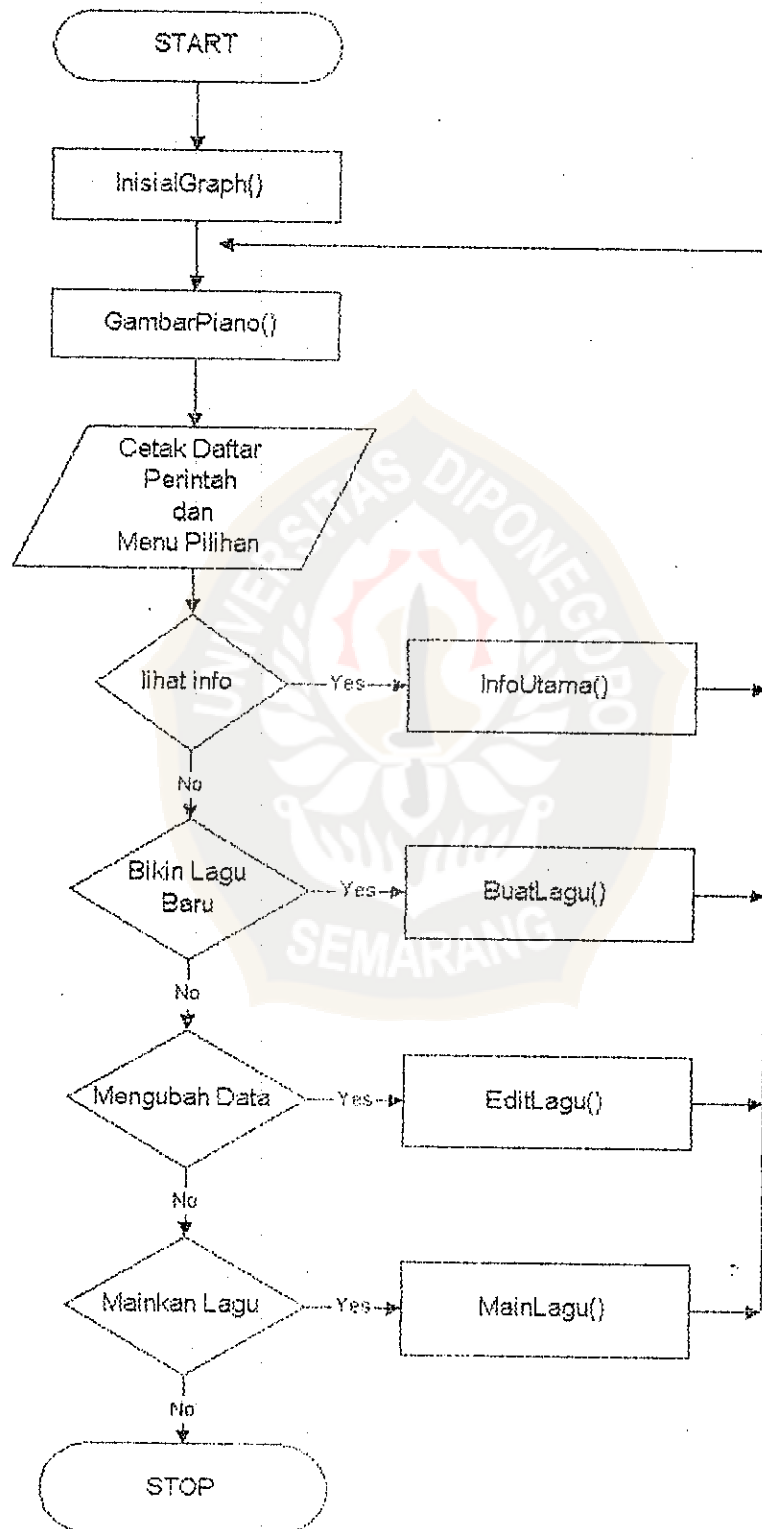 START
InisialGraph()
GambarPiano()
Cetak Daftar
Perintah
dan
Menu Pilihan
lihat info
Yes
InfoUtama()
No
Bikin Lagu
Baru
Yes
BuatLagu()
No
Mengubah Data
Yes
EditLagu()
No
Mainkan Lagu
Yes
MainLagu()
No
STOP
UNIVERSITAS DIPONEGORO
SEMARANG